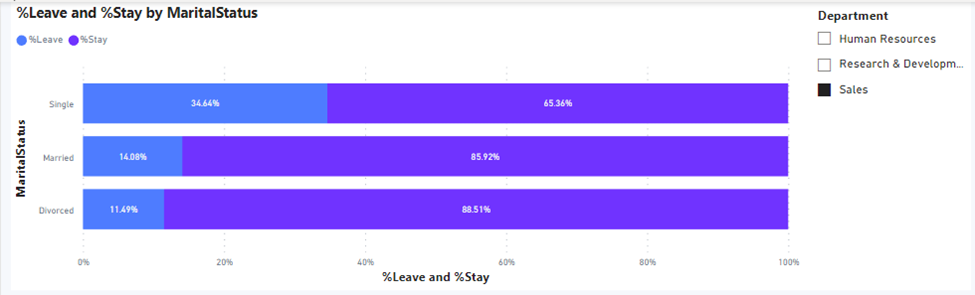 %Leave and %Stay by MaritalStatus
%Leave %Stay
MaritalStatus
Single 34.64% 65.36%
Married 14.08% 85.92%
Divorced 11.49% 88.51%
0% 20% 40% 60% 80% 100%
%Leave and %Stay
Department
Human Resources
Research & Developm...
Sales